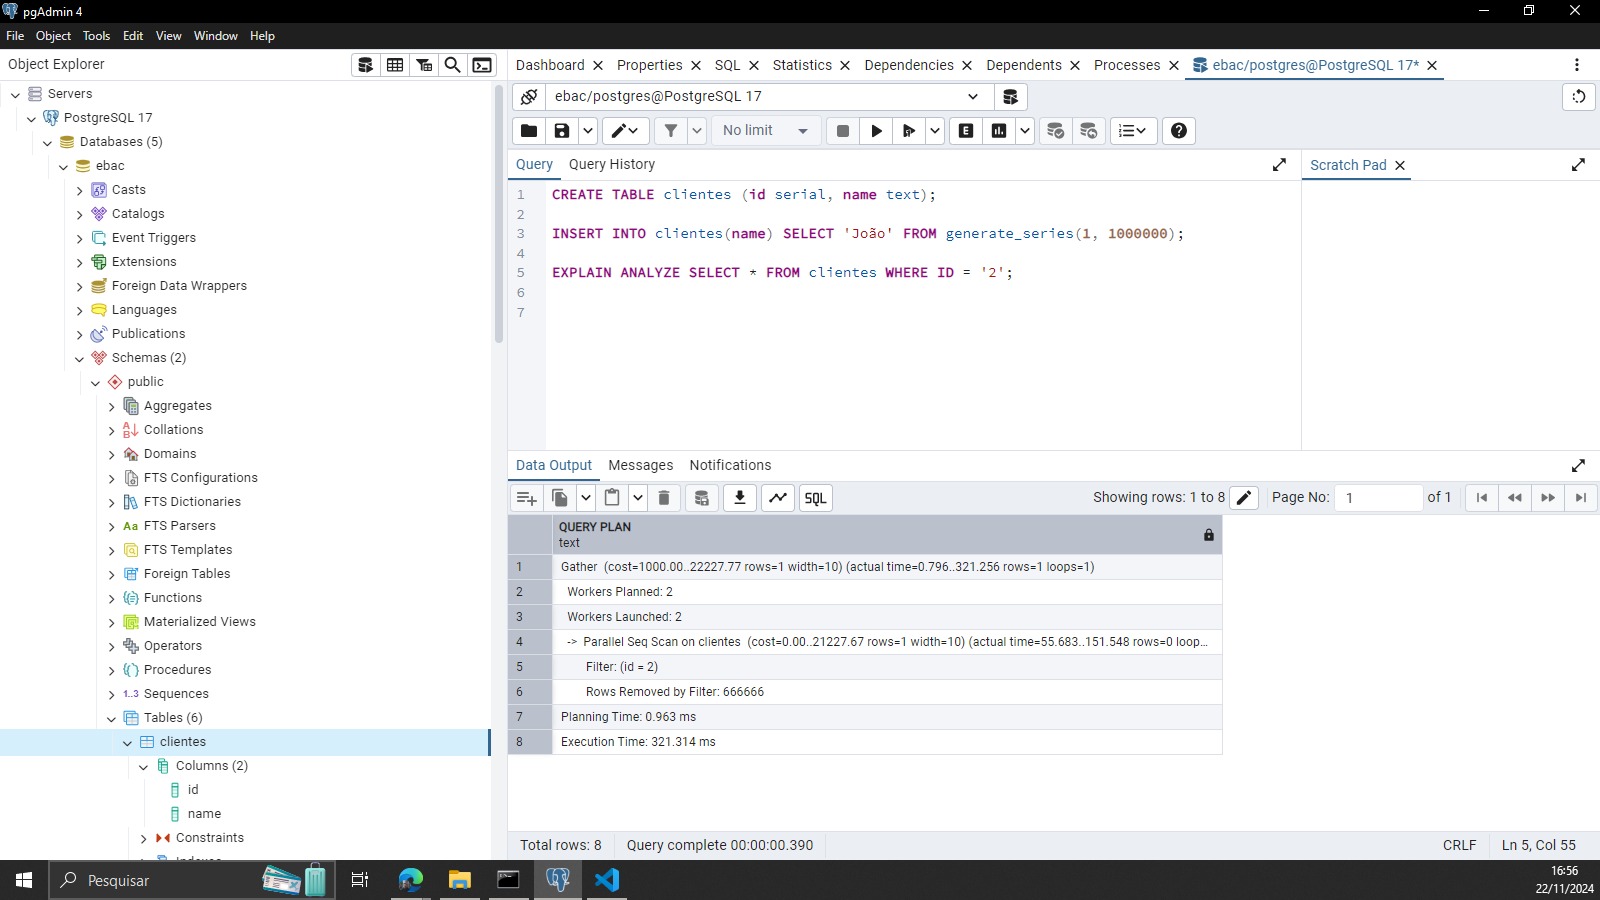 pgAdmin 4
File Object Tools Edit View Window Help
Object Explorer
Servers
PostgreSQL 17
Databases (5)
ebac
Casts
Catalogs
Event Triggers
Extensions
Foreign Data Wrappers
Languages
Publications
Schemas (2)
public
Aggregates
Collations
Domains
FTS Configurations
FTS Dictionaries
FTS Parsers
FTS Templates
Foreign Tables
Functions
Materialized Views
Operators
Procedures
Sequences
Tables (6)
clientes
Columns (2)
id
name
Constraints
Dashboard Properties SQL Statistics Dependencies Dependents Processes ebac/postgres@PostgreSQL 17*
ebac/postgres@PostgreSQL 17
No limit E
Query Query History Scratch Pad
1 CREATE TABLE clientes (id serial, name text);
2
3 INSERT INTO clientes(name) SELECT 'João' FROM generate_series(1, 1000000);
4
5 EXPLAIN ANALYZE SELECT * FROM clientes WHERE ID = '2';
6
7
Data Output Messages Notifications
SQL Showing rows: 1 to 8 Page No: 1 of 1
QUERY PLAN
text
1 Gather (cost=1000.00..22227.77 rows=1 width=10) (actual time=0.796..321.256 rows=1 loops=1)
2 Workers Planned: 2
3 Workers Launched: 2
4 -> Parallel Seq Scan on clientes (cost=0.00..21227.67 rows=1 width=10) (actual time=55.683..151.548 rows=0 loop...
5 Filter: (id = 2)
6 Rows Removed by Filter: 666666
7 Planning Time: 0.963 ms
8 Execution Time: 321.314 ms
Total rows: 8 Query complete 00:00:00.390 CRLF Ln 5, Col 55
Pesquisar
16:56
22/11/2024